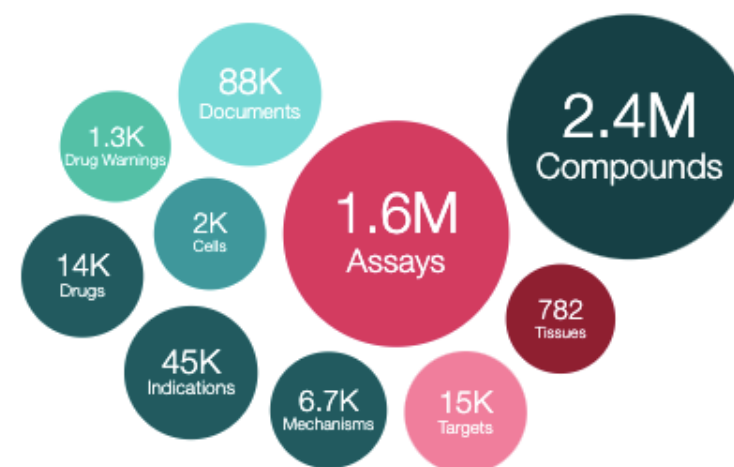 88K
Documents
2.4M
Compounds
1.3K
Drug Warnings
1.6M
Assays
2K
Cells
14K
Drugs
782
Tissues
45K
Indications
6.7K
Mechanisms
15K
Targets